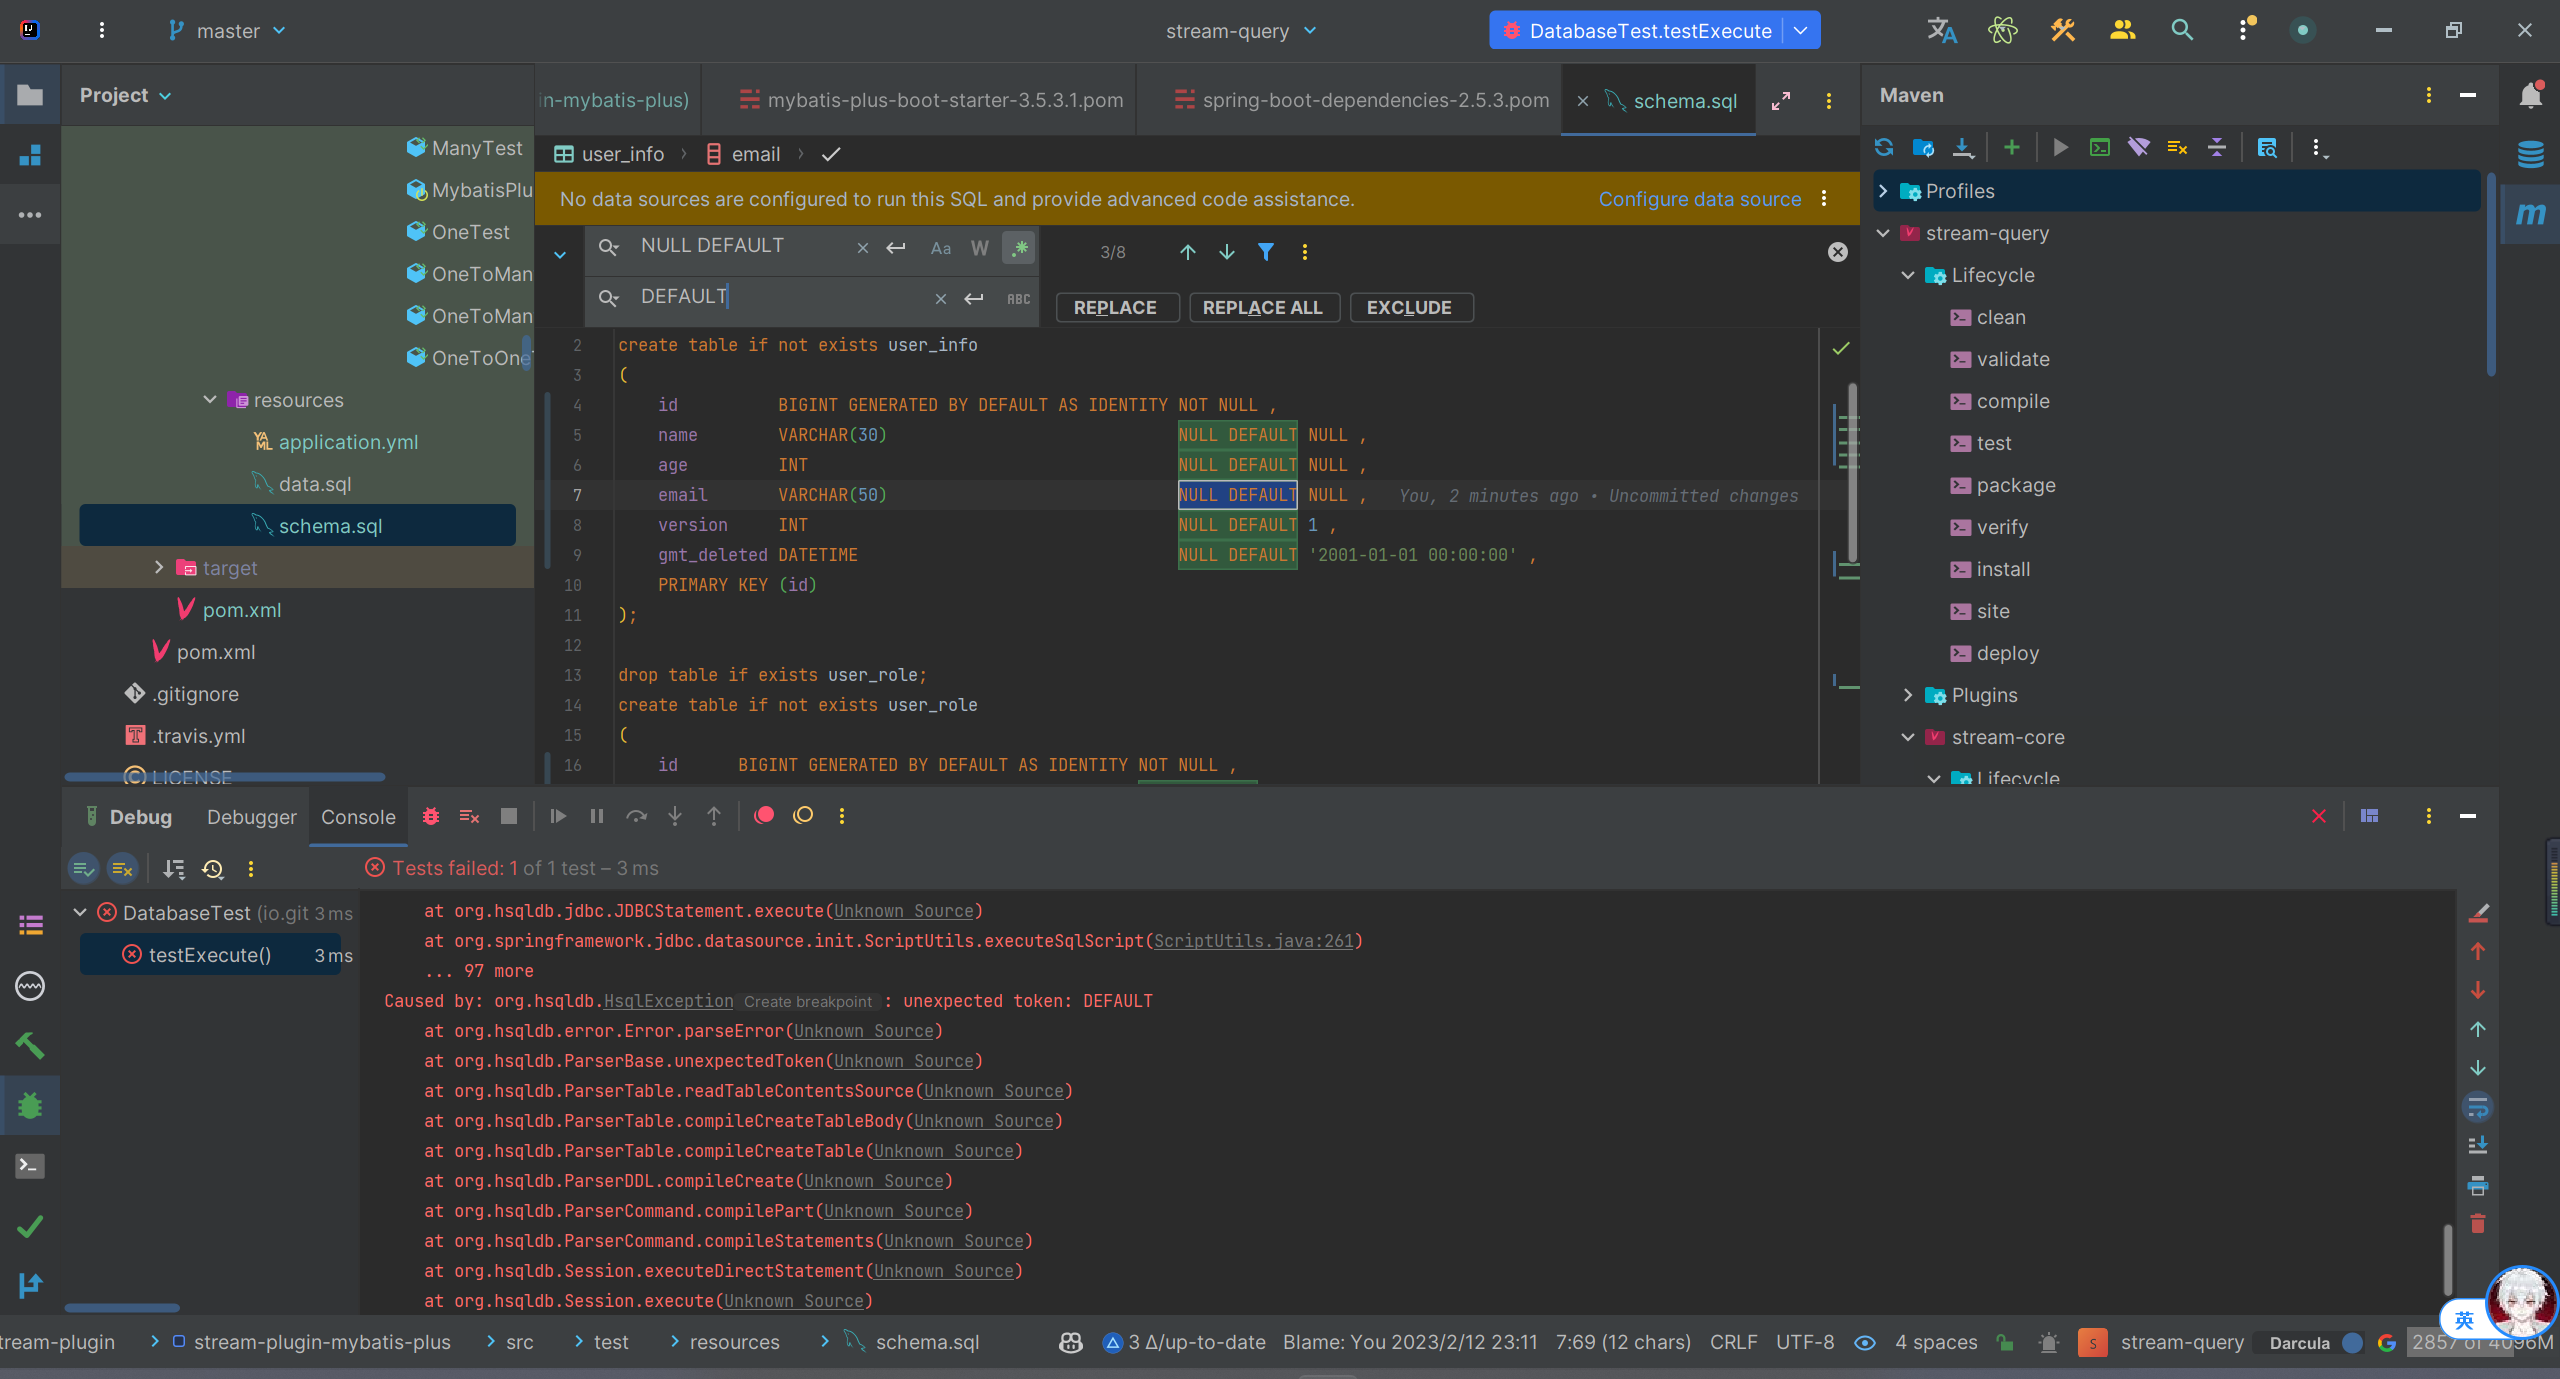 master
stream-query
DatabaseTest.testExecute
Project
in-mybatis-plus)
mybatis-plus-boot-starter-3.5.3.1.pom
spring-boot-dependencies-2.5.3.pom
schema.sql
Maven
ManyTest
MybatisPlu
OneTest
OneToMan
OneToMan
OneToOne
resources
application.yml
data.sql
schema.sql
target
pom.xml
pom.xml
.gitignore
.travis.yml
LICENSE
user_info
email
No data sources are configured to run this SQL and provide advanced code assistance.
Configure data source
NULL DEFAULT
Aa W .*
3/8
DEFAULT
ABC
REPLACE
REPLACE ALL
EXCLUDE
2 create table if not exists user_info
3 (
4 id BIGINT GENERATED BY DEFAULT AS IDENTITY NOT NULL ,
5 name VARCHAR(30) NULL DEFAULT NULL ,
6 age INT NULL DEFAULT NULL ,
7 email VARCHAR(50) NULL DEFAULT NULL , You, 2 minutes ago • Uncommitted changes
8 version INT NULL DEFAULT 1 ,
9 gmt_deleted DATETIME NULL DEFAULT '2001-01-01 00:00:00' ,
10 PRIMARY KEY (id)
11 );
12
13 drop table if exists user_role;
14 create table if not exists user_role
15 (
16 id BIGINT GENERATED BY DEFAULT AS IDENTITY NOT NULL ,
Profiles
stream-query
Lifecycle
clean
validate
compile
test
package
verify
install
site
deploy
Plugins
stream-core
Lifecycle
m
Debug
Debugger
Console
Tests failed: 1 of 1 test – 3 ms
DatabaseTest (io.git 3 ms
testExecute() 3 ms
at org.hsqldb.jdbc.JDBCStatement.execute(Unknown Source)
at org.springframework.jdbc.datasource.init.ScriptUtils.executeSqlScript(ScriptUtils.java:261)
... 97 more
Caused by: org.hsqldb.HsqlException Create breakpoint : unexpected token: DEFAULT
at org.hsqldb.error.Error.parseError(Unknown Source)
at org.hsqldb.ParserBase.unexpectedToken(Unknown Source)
at org.hsqldb.ParserTable.readTableContentsSource(Unknown Source)
at org.hsqldb.ParserTable.compileCreateTableBody(Unknown Source)
at org.hsqldb.ParserTable.compileCreateTable(Unknown Source)
at org.hsqldb.ParserDDL.compileCreate(Unknown Source)
at org.hsqldb.ParserCommand.compilePart(Unknown Source)
at org.hsqldb.ParserCommand.compileStatements(Unknown Source)
at org.hsqldb.Session.executeDirectStatement(Unknown Source)
at org.hsqldb.Session.execute(Unknown Source)
英
tream-plugin
stream-plugin-mybatis-plus
src
test
resources
schema.sql
3 Δ/up-to-date
Blame: You 2023/2/12 23:11
7:69 (12 chars)
CRLF
UTF-8
4 spaces
S
stream-query
Darcula
2857 of 4096M